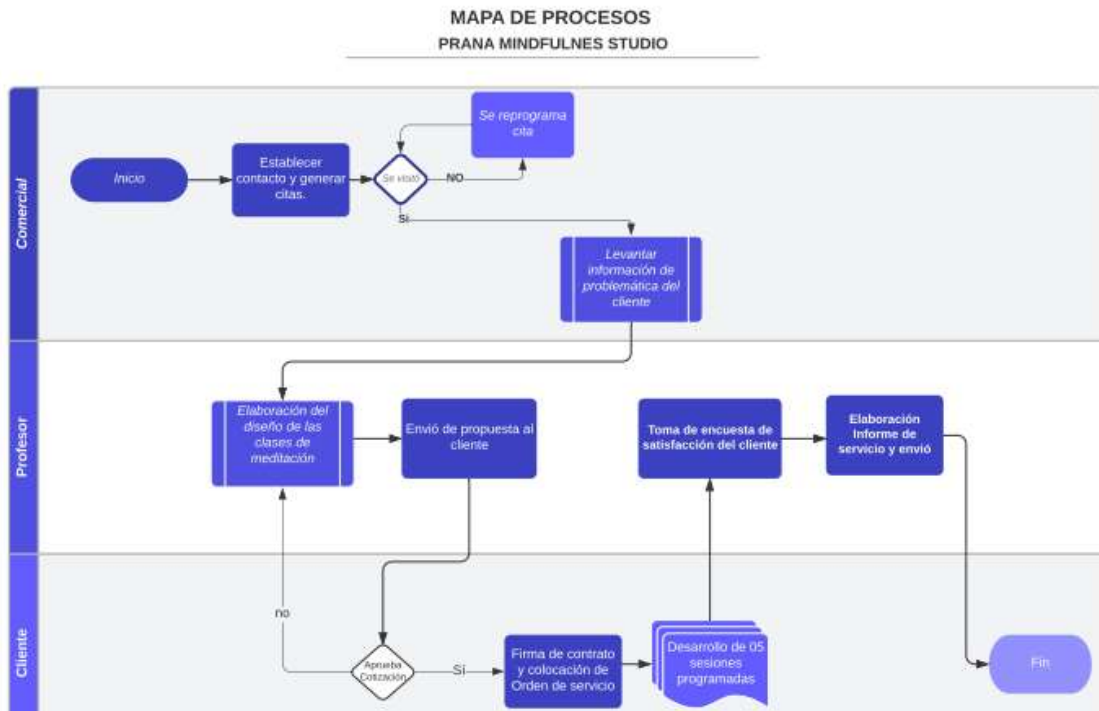 MAPA DE PROCESOS
PRANA MINDFULNES STUDIO
Comercial
Inicio
Establecer
contacto y generar
citas.
Se visitó
NO
Se reprograma
cita
Si
Levantar
información de
problemática del
cliente
Profesor
Elaboración del
diseño de las
clases de
meditación
Envió de propuesta al
cliente
Toma de encuesta de
satisfacción del cliente
Elaboración
Informe de
servicio y envió
Cliente
no
Aprueba
Cotización
Sí
Firma de contrato
y colocación de
Orden de servicio
Desarrollo de 05
sesiones
programadas
Fin